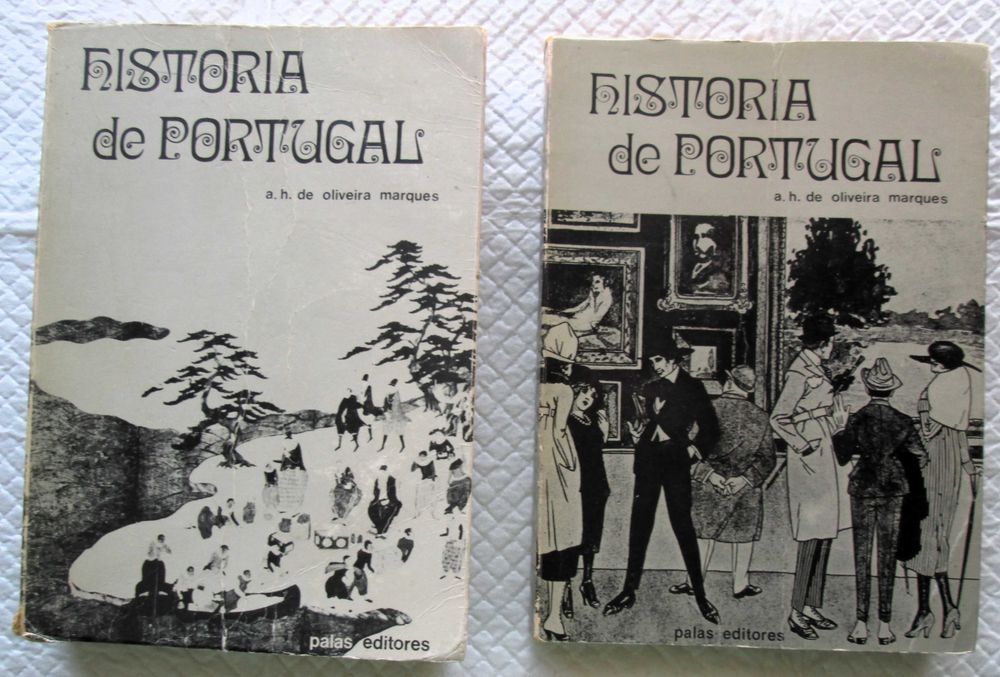 hISTORIA
de PORTUGAL
a. h. de oliveira marques
palas editores
hISTORIA
de PORTUGAL
a. h. de oliveira marques
palas editores